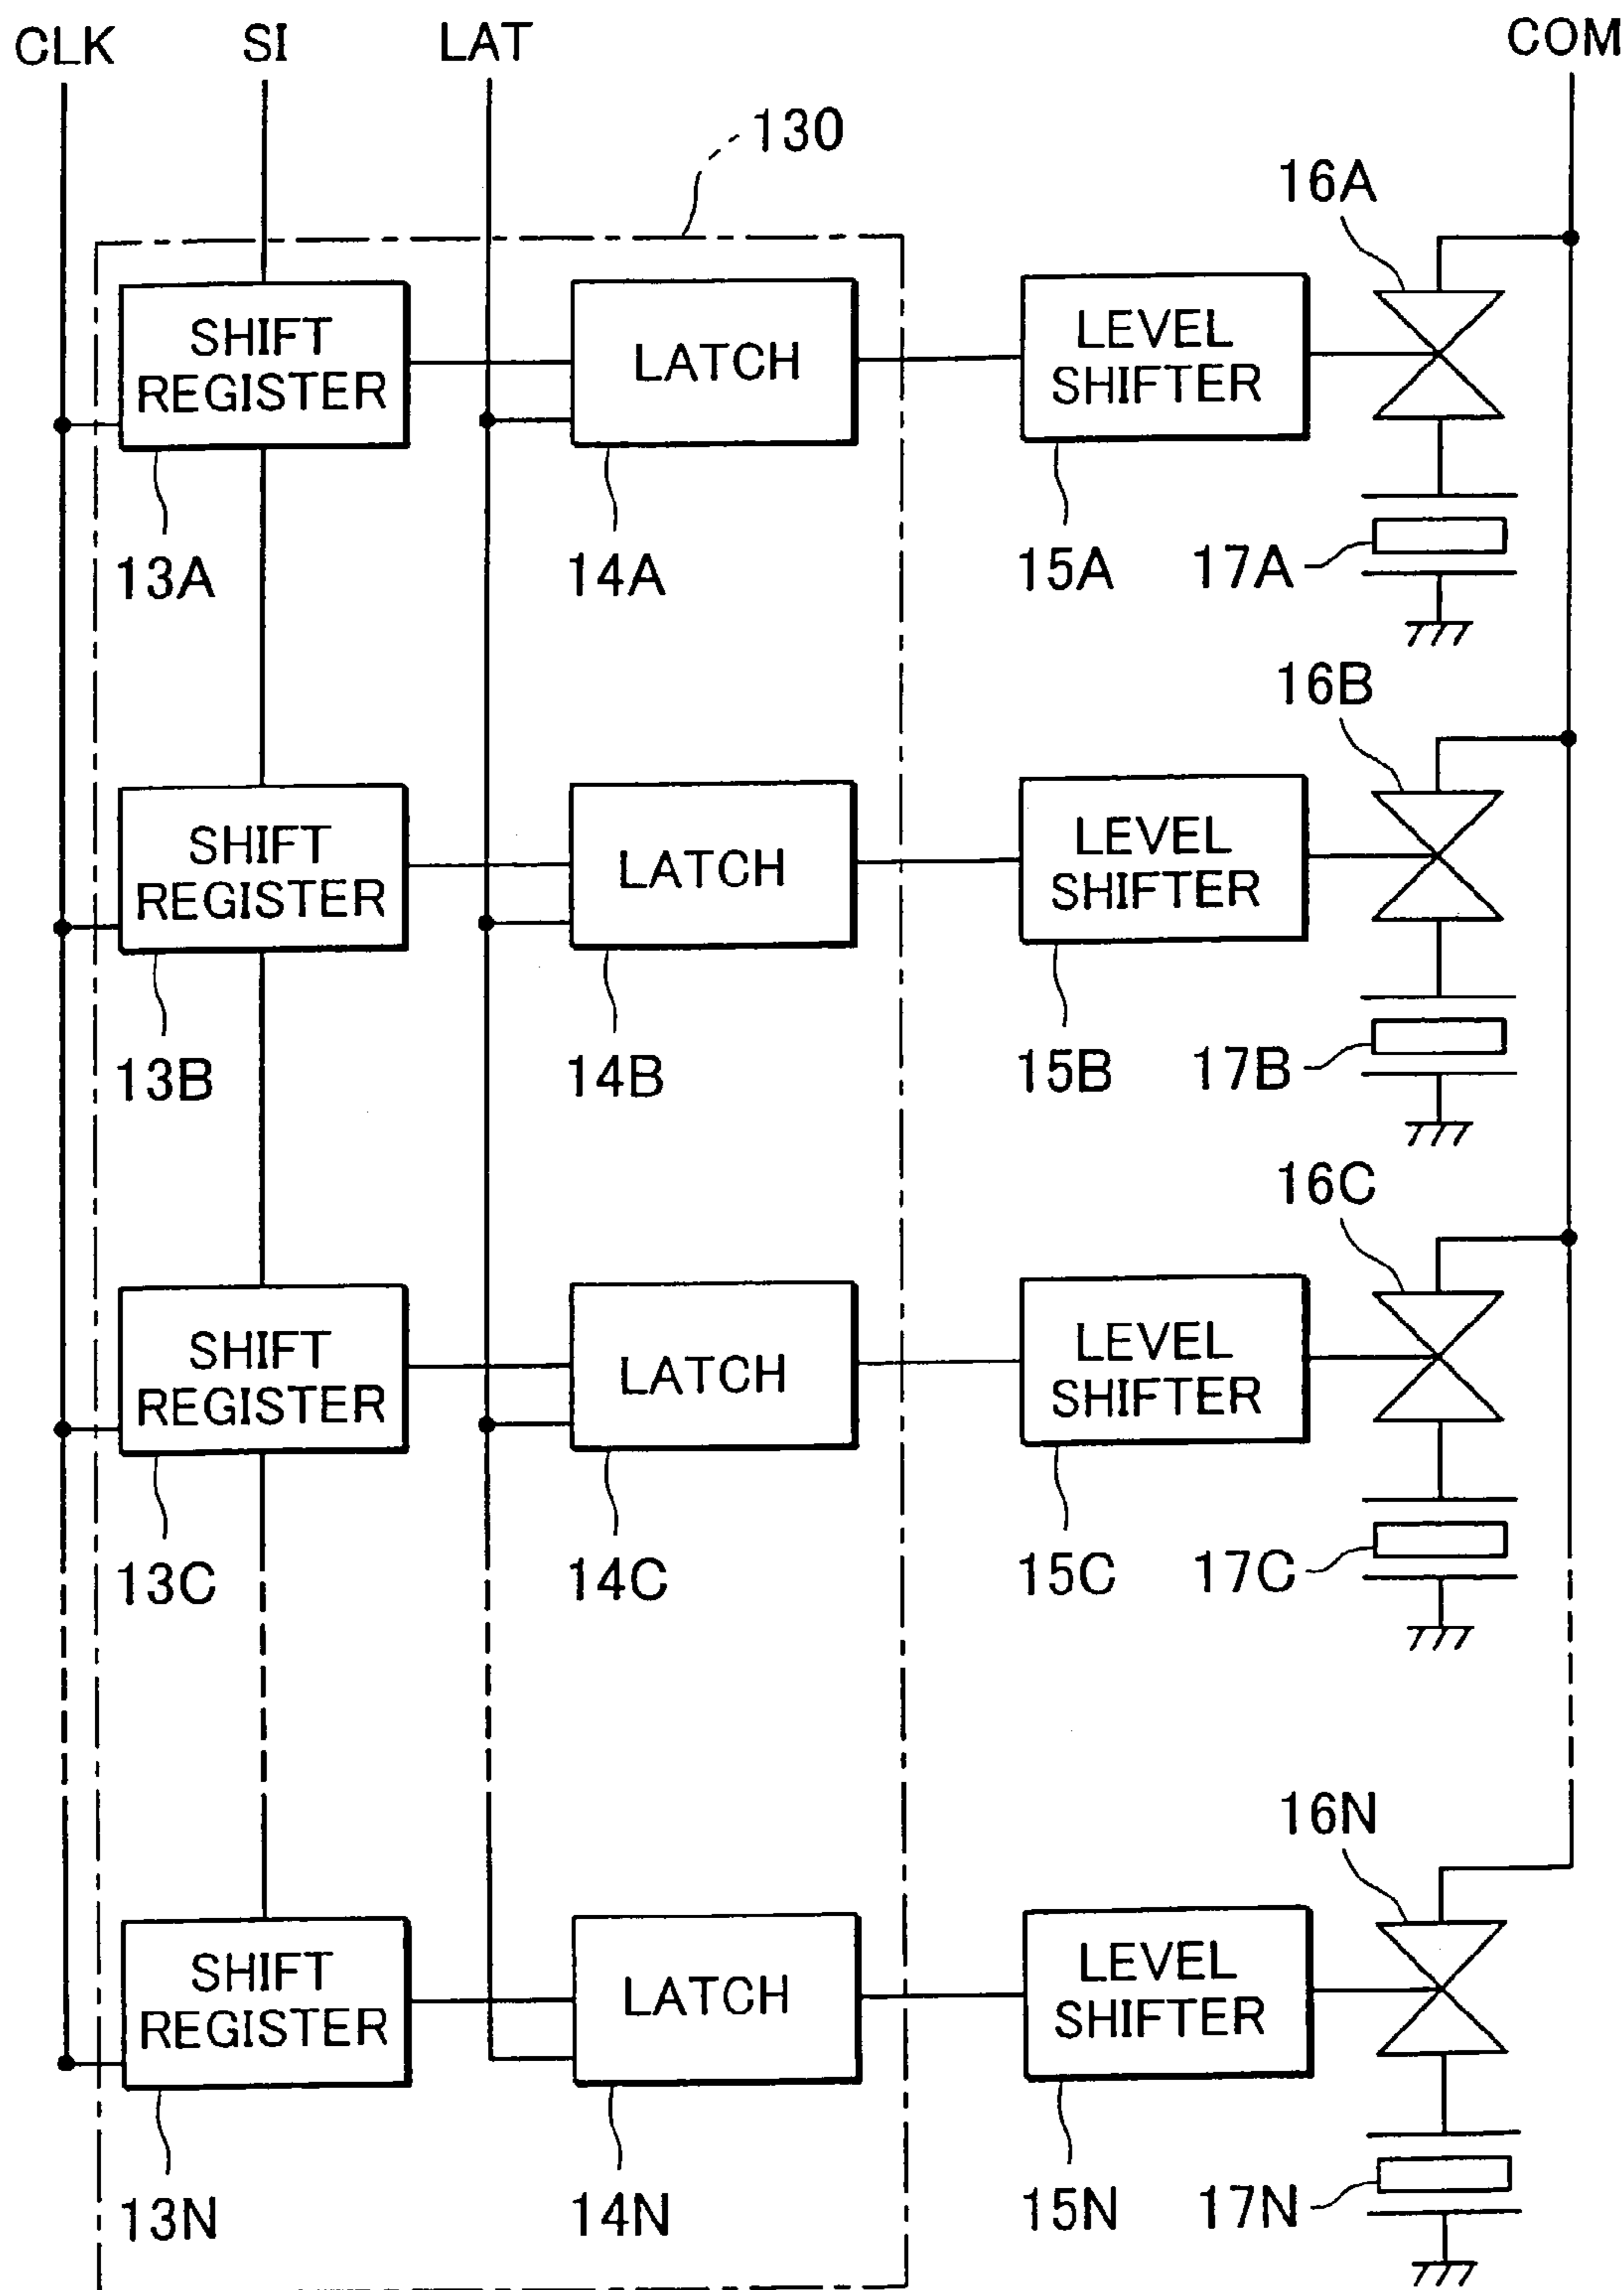 CLK SI LAT COM
130
16A
SHIFT
REGISTER
LATCH
LEVEL
SHIFTER
13A 14A 15A 17A
16B
SHIFT
REGISTER
LATCH
LEVEL
SHIFTER
13B 14B 15B 17B
16C
SHIFT
REGISTER
LATCH
LEVEL
SHIFTER
13C 14C 15C 17C
16N
SHIFT
REGISTER
LATCH
LEVEL
SHIFTER
13N 14N 15N 17N